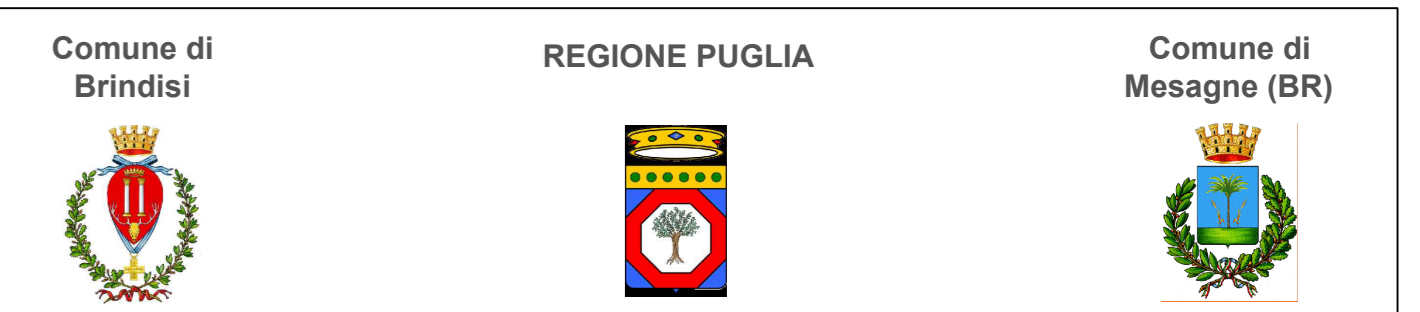 Comune di
Brindisi
REGIONE PUGLIA
Comune di
Mesagne (BR)